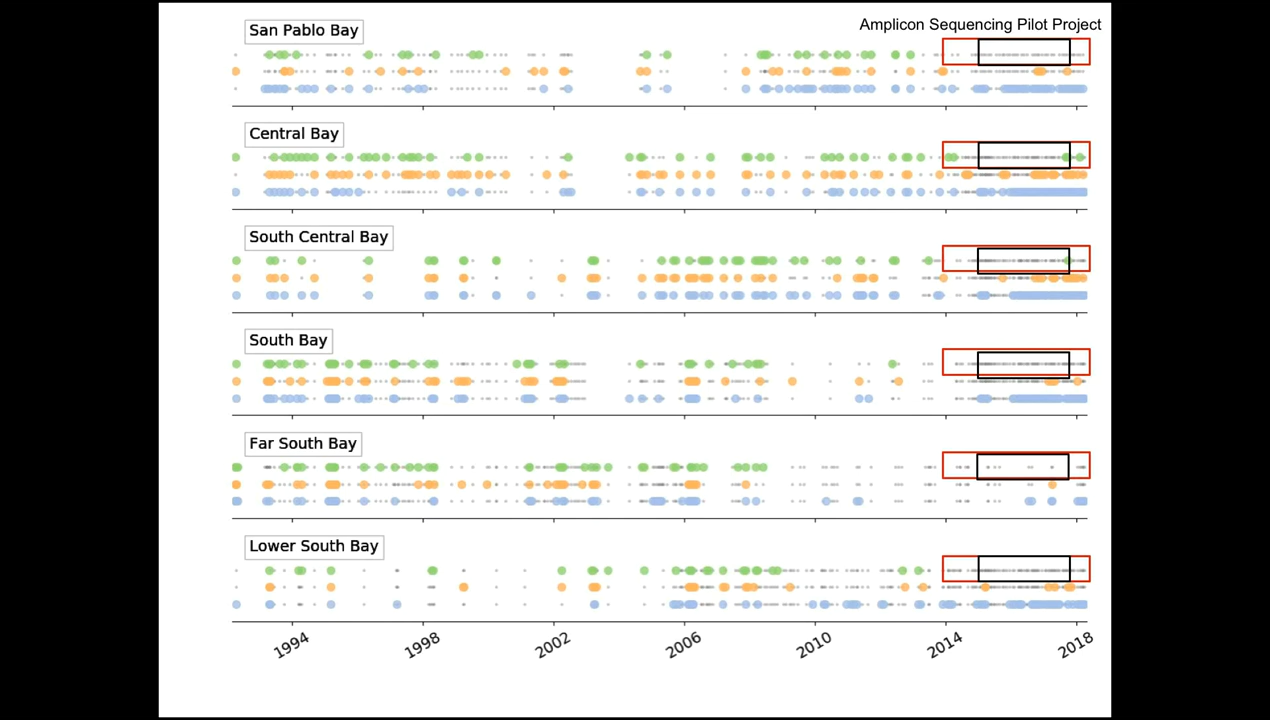 Amplicon Sequencing Pilot Project
San Pablo Bay
Central Bay
South Central Bay
South Bay
Far South Bay
Lower South Bay
1994 1998 2002 2006 2010 2014 2018